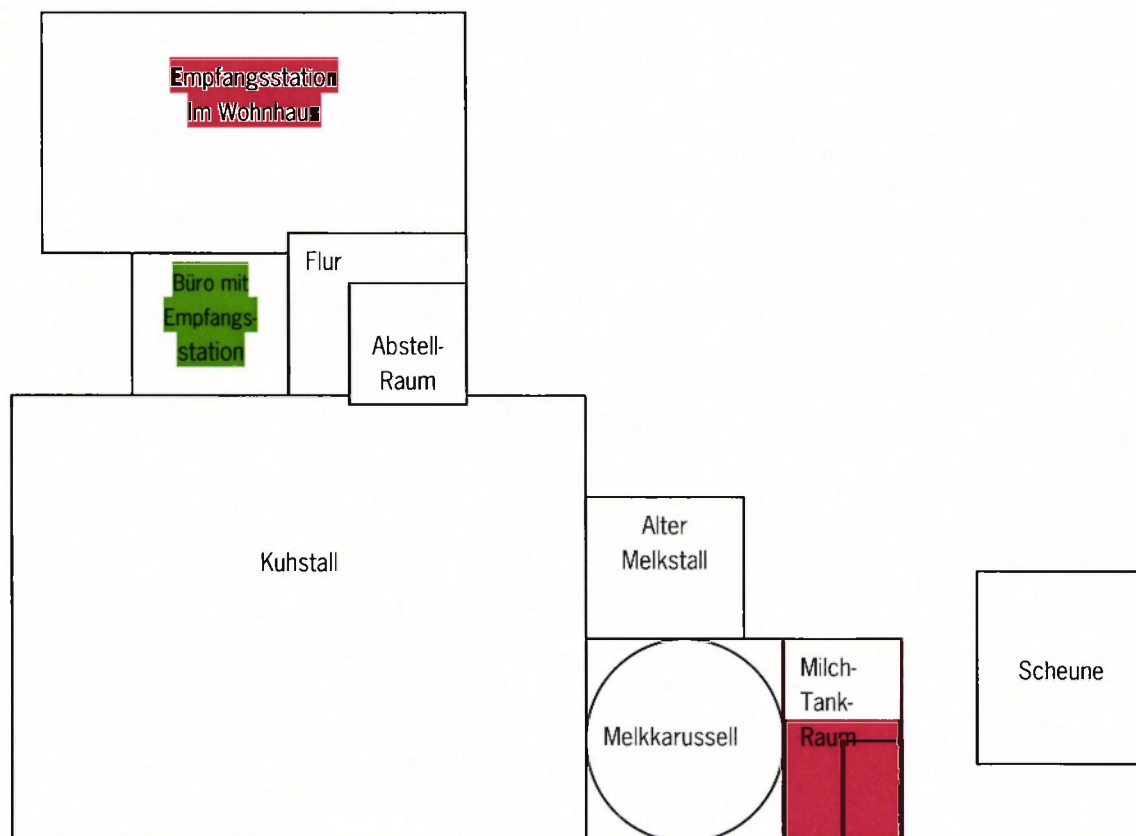 Empfangsstation
Im Wohnhaus
Flur
Büro mit
Empfangs-
station
Abstell-
Raum
Kuhstall
Alter
Melkstall
Melkkarussell
Milch-
Tank-
Raum
Scheune